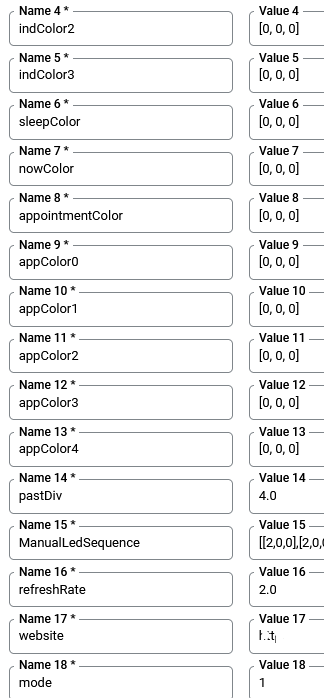 Name 4 * Value 4
indColor2 [0, 0, 0]
Name 5 * Value 5
indColor3 [0, 0, 0]
Name 6 * Value 6
sleepColor [0, 0, 0]
Name 7 * Value 7
nowColor [0, 0, 0]
Name 8 * Value 8
appointmentColor [0, 0, 0]
Name 9 * Value 9
appColor0 [0, 0, 0]
Name 10 * Value 10
appColor1 [0, 0, 0]
Name 11 * Value 11
appColor2 [0, 0, 0]
Name 12 * Value 12
appColor3 [0, 0, 0]
Name 13 * Value 13
appColor4 [0, 0, 0]
Name 14 * Value 14
pastDiv 4.0
Name 15 * Value 15
ManualLedSequence [[2,0,0],[2,0,
Name 16 * Value 16
refreshRate 2.0
Name 17 * Value 17
website
Name 18 * Value 18
mode 1